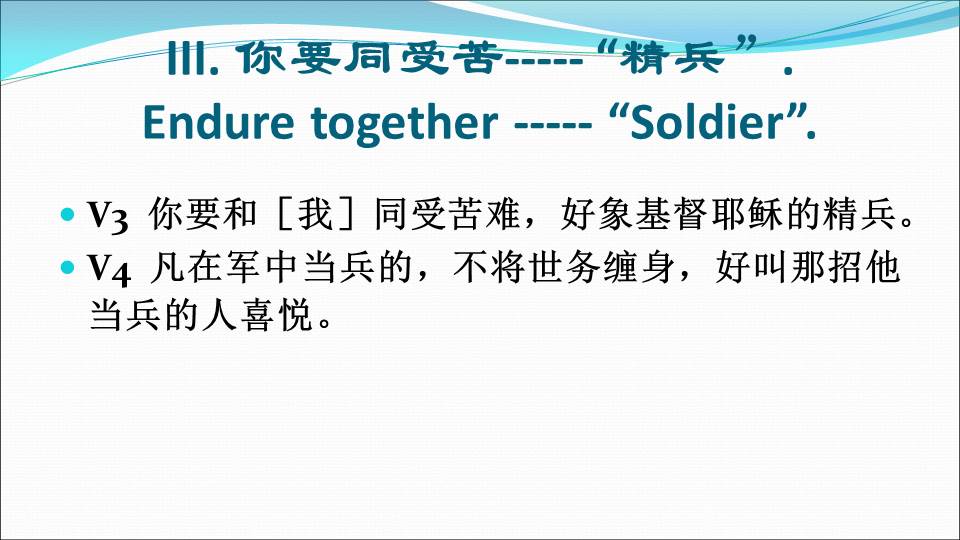 III. 你要同受苦-----“精兵”.
Endure together ----- “Soldier”.
• V3 你要和［我］同受苦难，好象基督耶稣的精兵。
• V4 凡在军中当兵的，不将世务缠身，好叫那招他
当兵的人喜悦。